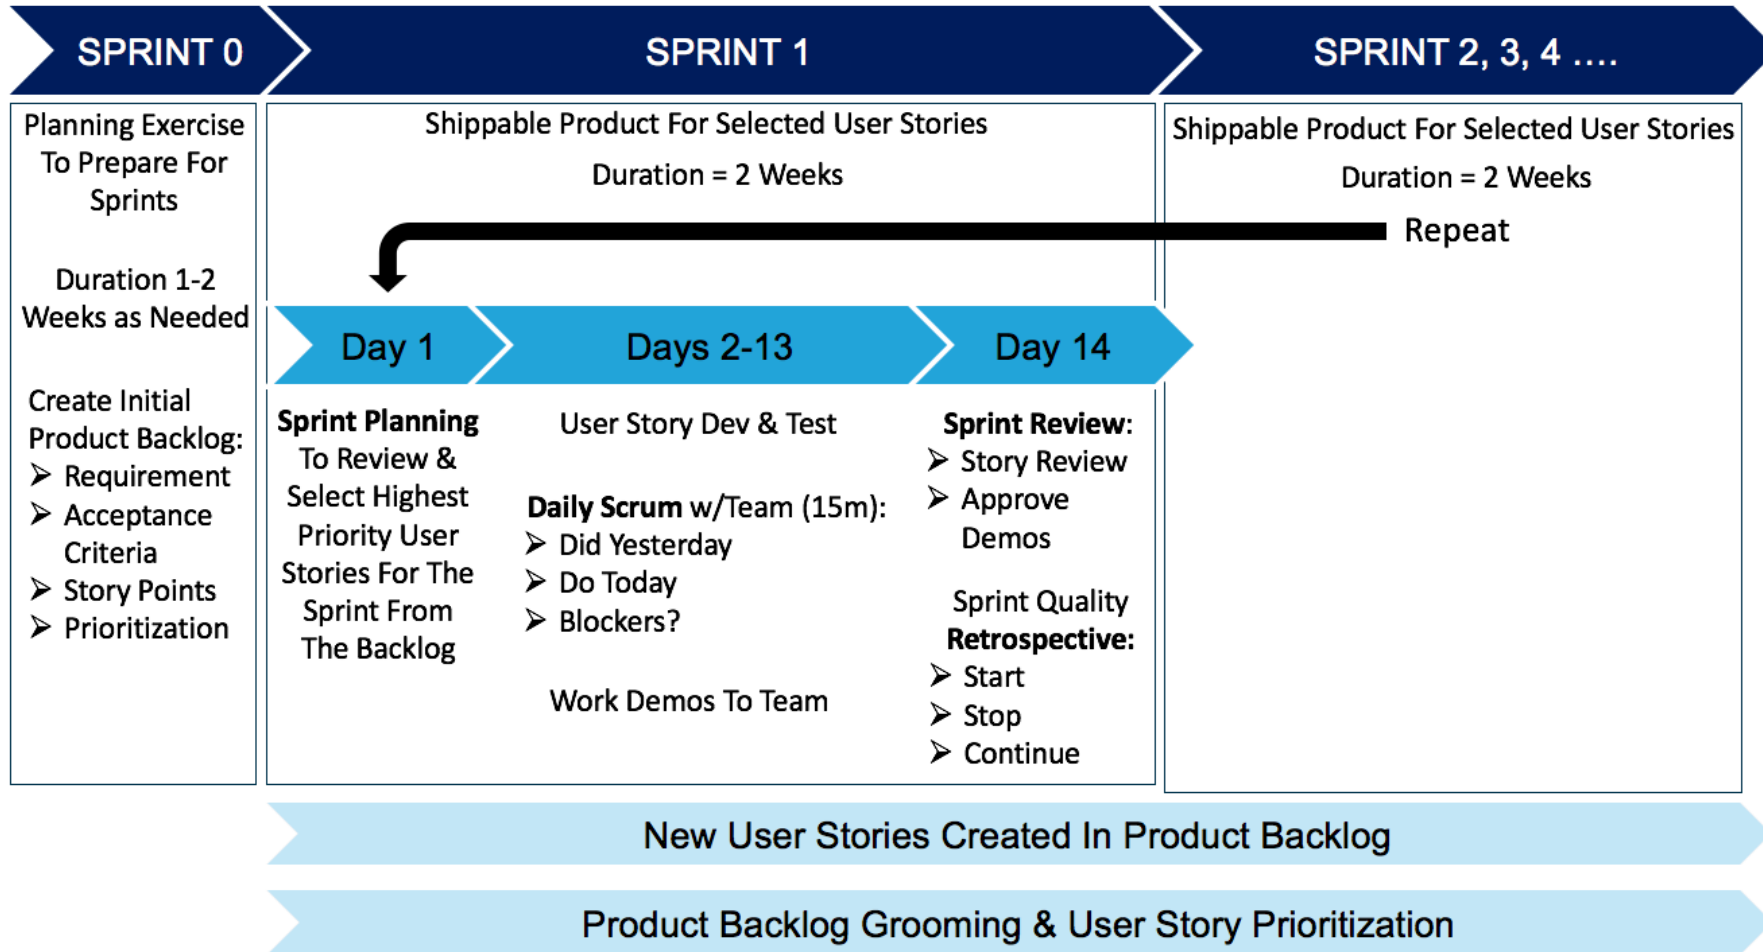 SPRINT 0
SPRINT 1
SPRINT 2, 3, 4 ....
Planning Exercise
To Prepare For
Sprints
Duration 1-2
Weeks as Needed
Create Initial
Product Backlog:
➢ Requirement
➢ Acceptance
Criteria
➢ Story Points
➢ Prioritization
Shippable Product For Selected User Stories
Duration = 2 Weeks
Shippable Product For Selected User Stories
Duration = 2 Weeks
Repeat
Day 1
Days 2-13
Day 14
Sprint Planning
To Review &
Select Highest
Priority User
Stories For The
Sprint From
The Backlog
User Story Dev & Test
Daily Scrum w/Team (15m):
➢ Did Yesterday
➢ Do Today
➢ Blockers?
Work Demos To Team
Sprint Review:
➢ Story Review
➢ Approve
Demos
Sprint Quality
Retrospective:
➢ Start
➢ Stop
➢ Continue
New User Stories Created In Product Backlog
Product Backlog Grooming & User Story Prioritization